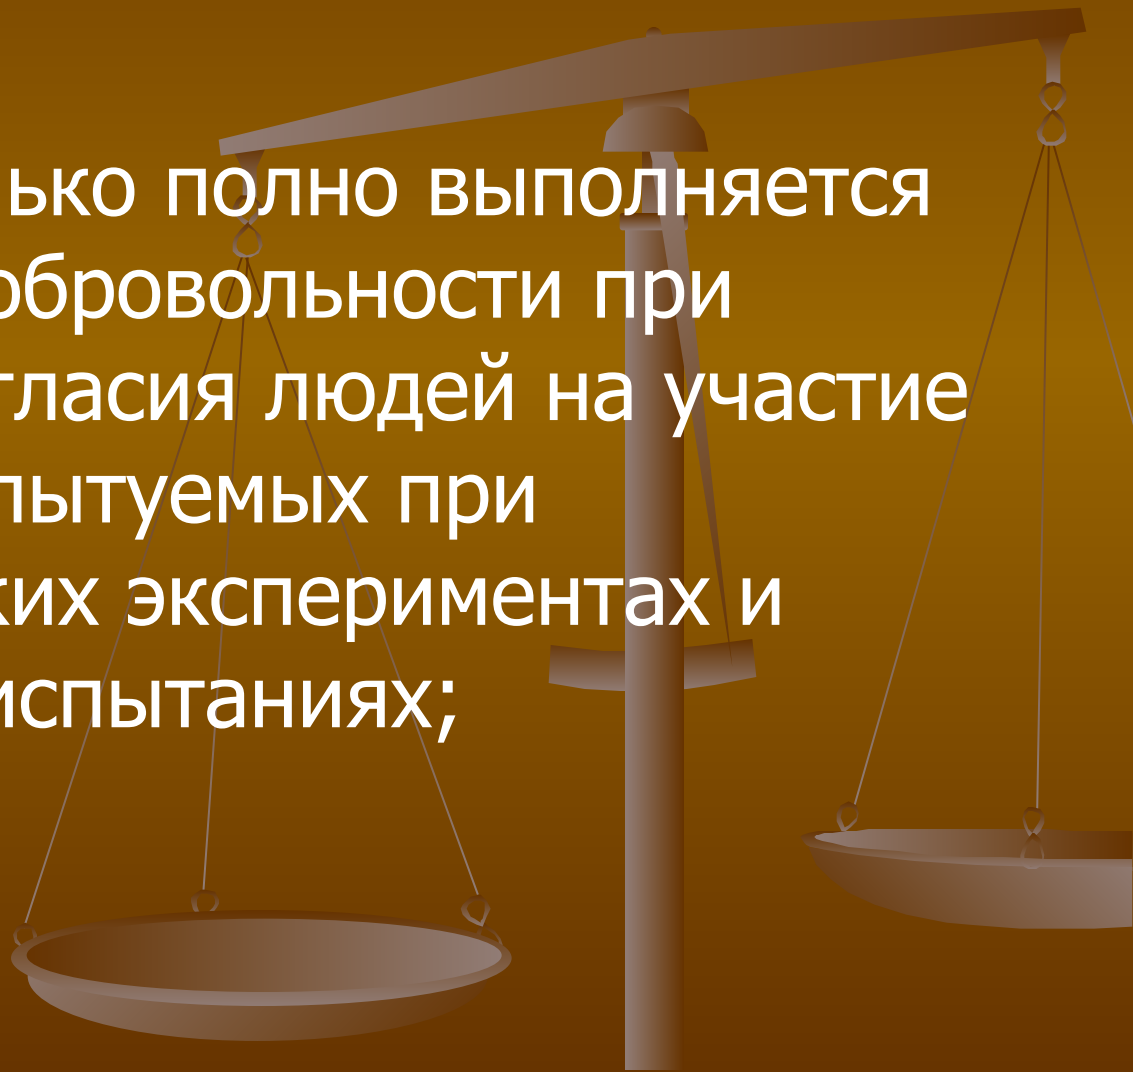 ько полно выполняется
обровольности при
гласия людей на участие
пытуемых при
ких экспериментах и
испытаниях;